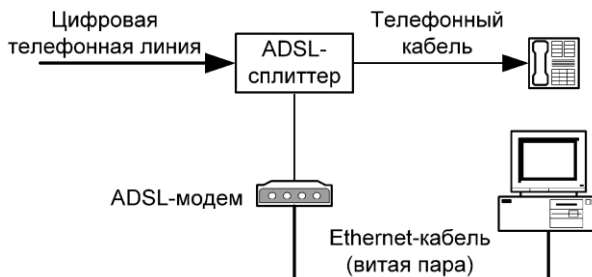 Цифровая
телефонная линия
ADSL-
сплиттер
Телефонный
кабель
ADSL-модем
Ethernet-кабель
(витая пара)